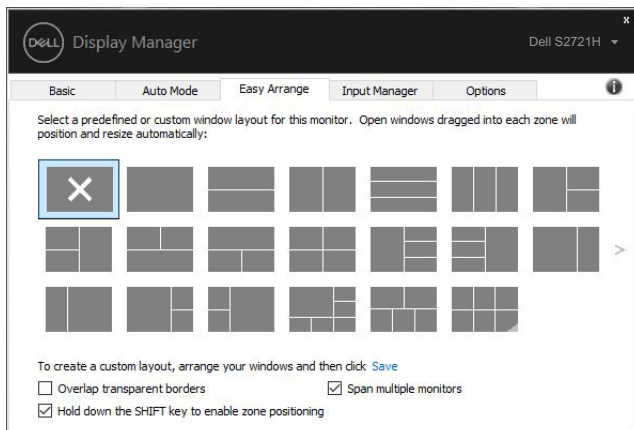 x
DELL Display Manager Dell S2721H
Basic Auto Mode Easy Arrange Input Manager Options i
Select a predefined or custom window layout for this monitor. Open windows dragged into each zone will
position and resize automatically:
>
To create a custom layout, arrange your windows and then click Save
Overlap transparent borders Span multiple monitors
Hold down the SHIFT key to enable zone positioning